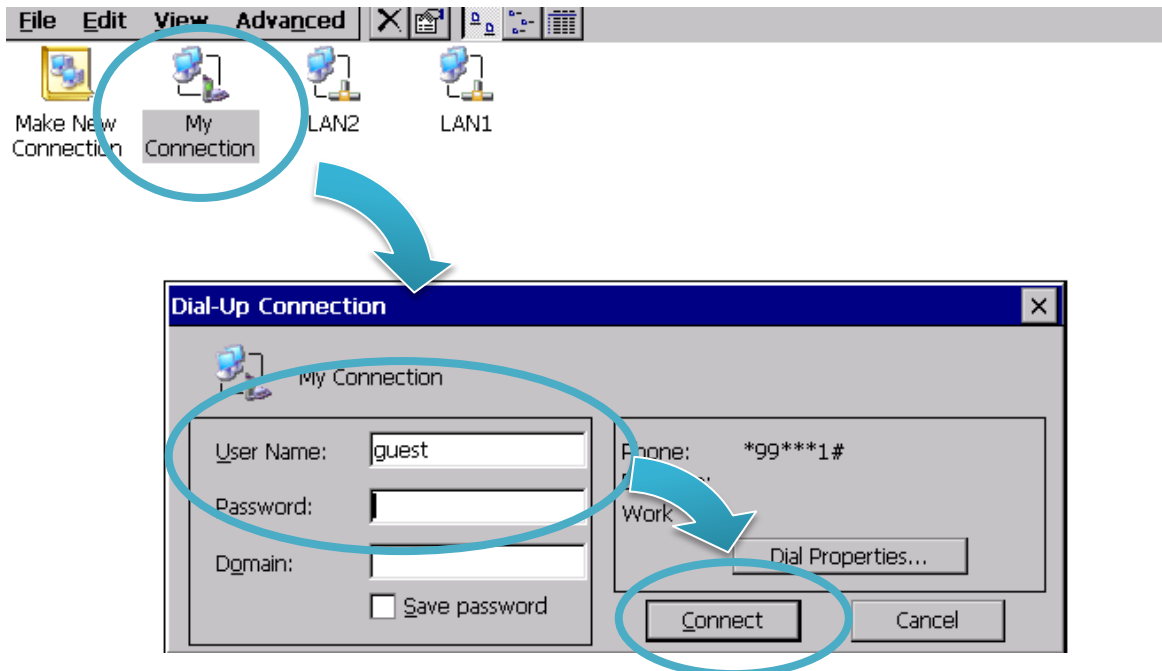 File Edit View Advanced
Make New Connection
My Connection
LAN2
LAN1
Dial-Up Connection
My Connection
User Name: guest
Password:
Domain:
Save password
Phone: *99***1#
Work
Dial Properties...
Connect
Cancel